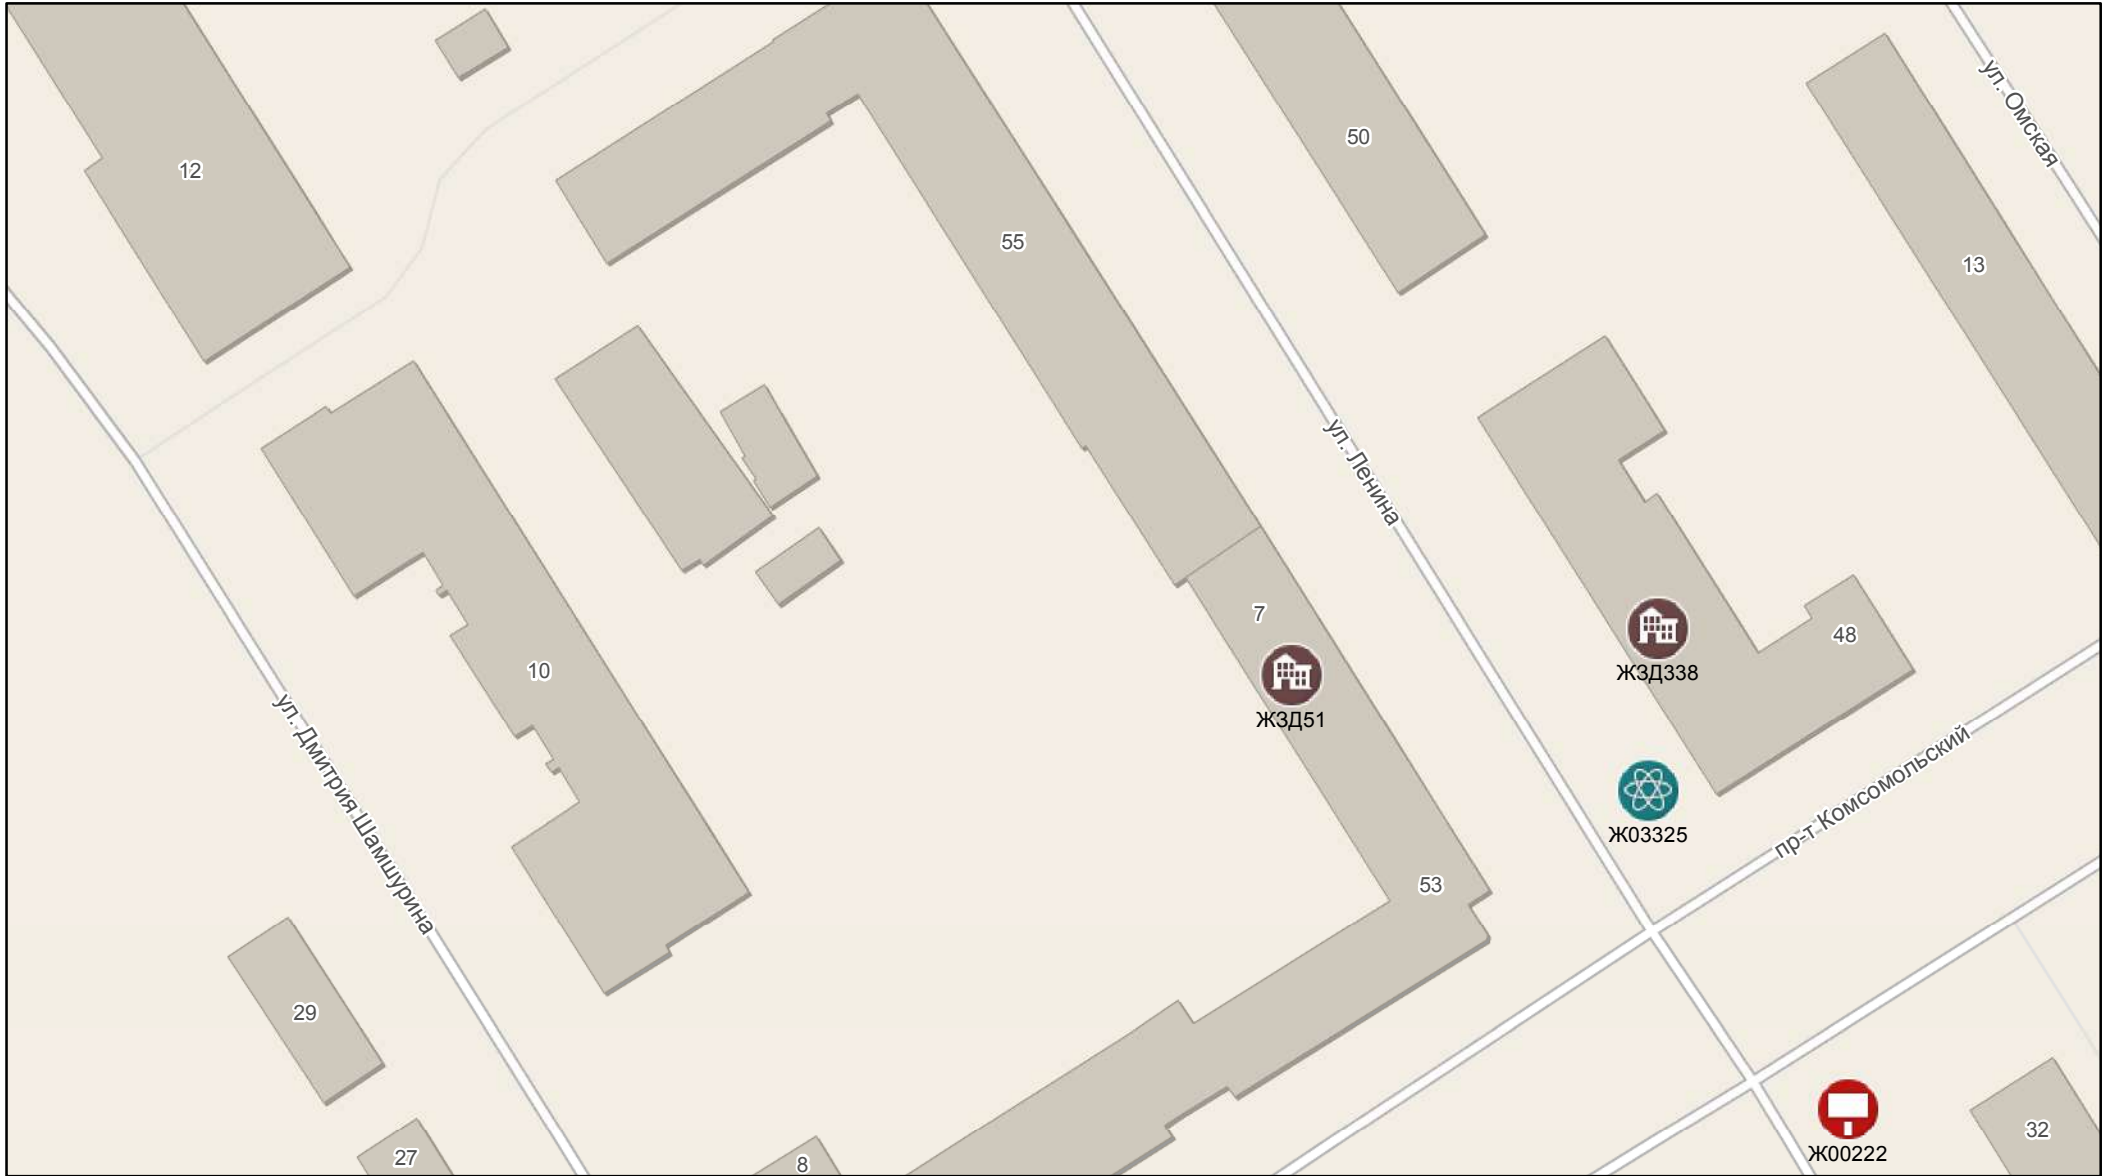 ул. Омская
50
12
55
13
ул. Ленина
7
ЖЗД51
ЖЗД338
48
10
ул. Дмитрия Шамшурина
пр-т Комсомольский
Ж03325
53
29
27
8
32
Ж00222